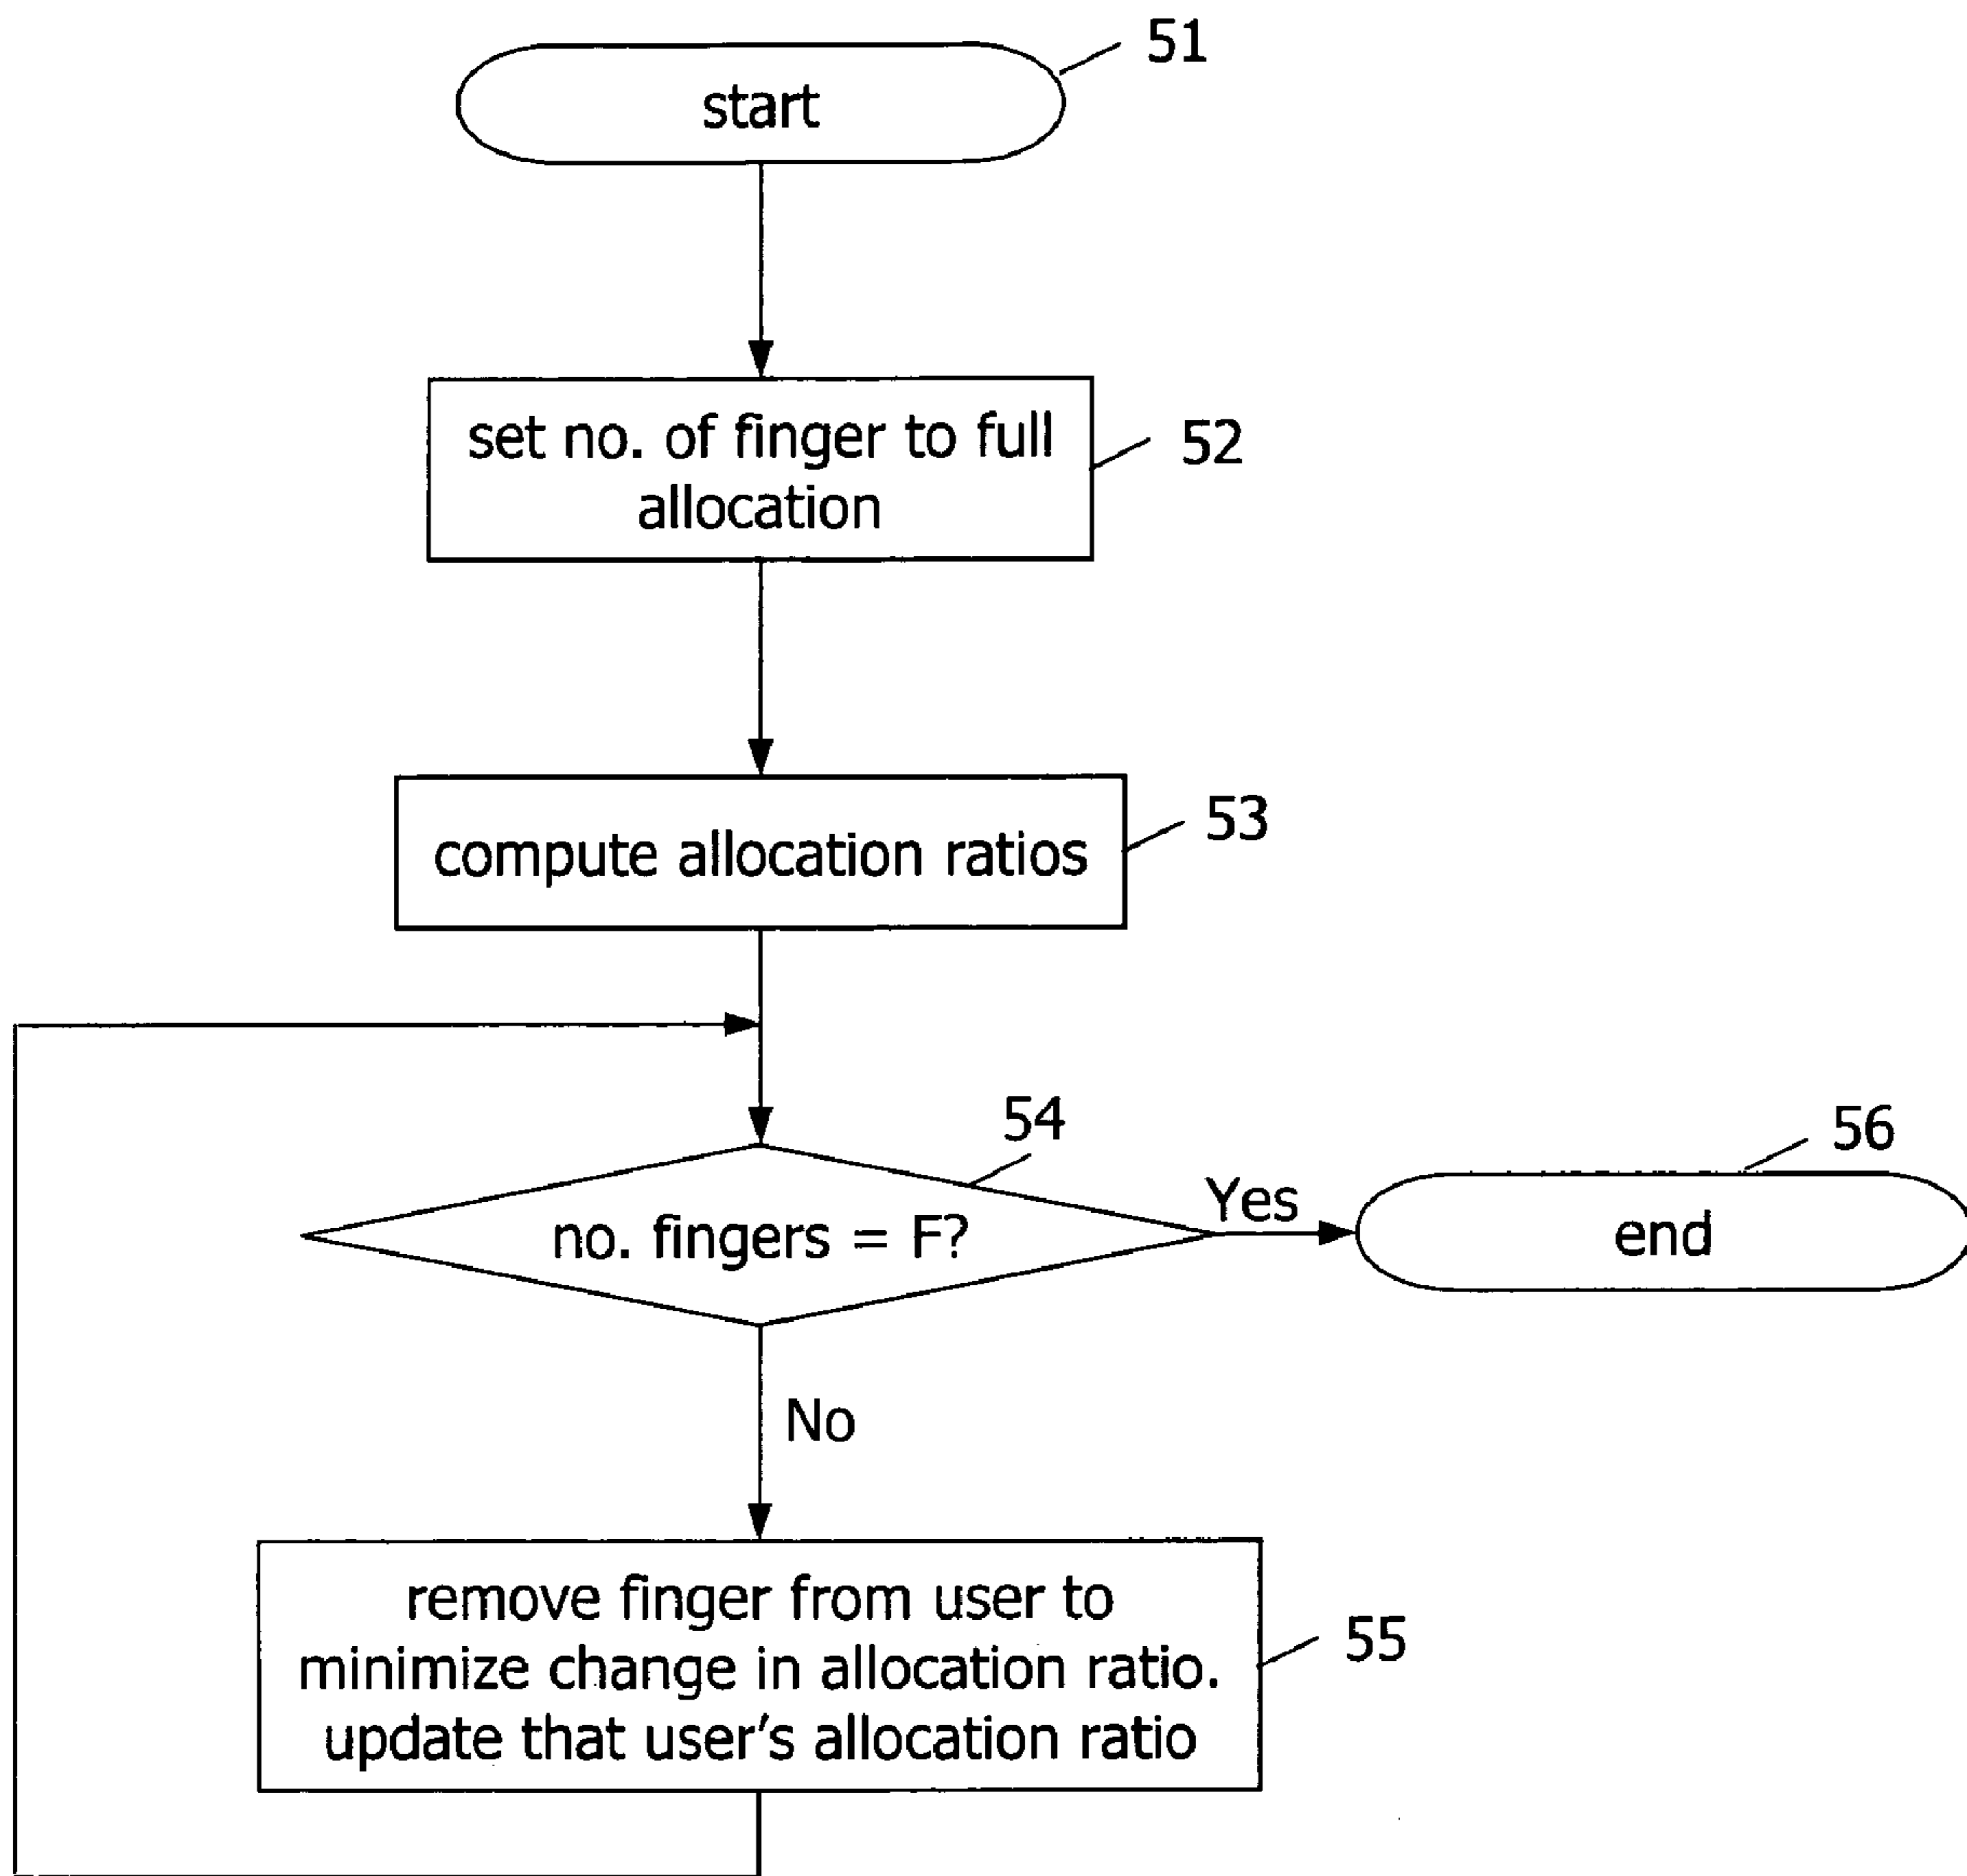 51
start
set no. of finger to full
allocation
52
compute allocation ratios
53
54
no. fingers = F?
Yes
56
end
No
remove finger from user to
minimize change in allocation ratio.
update that user's allocation ratio
55